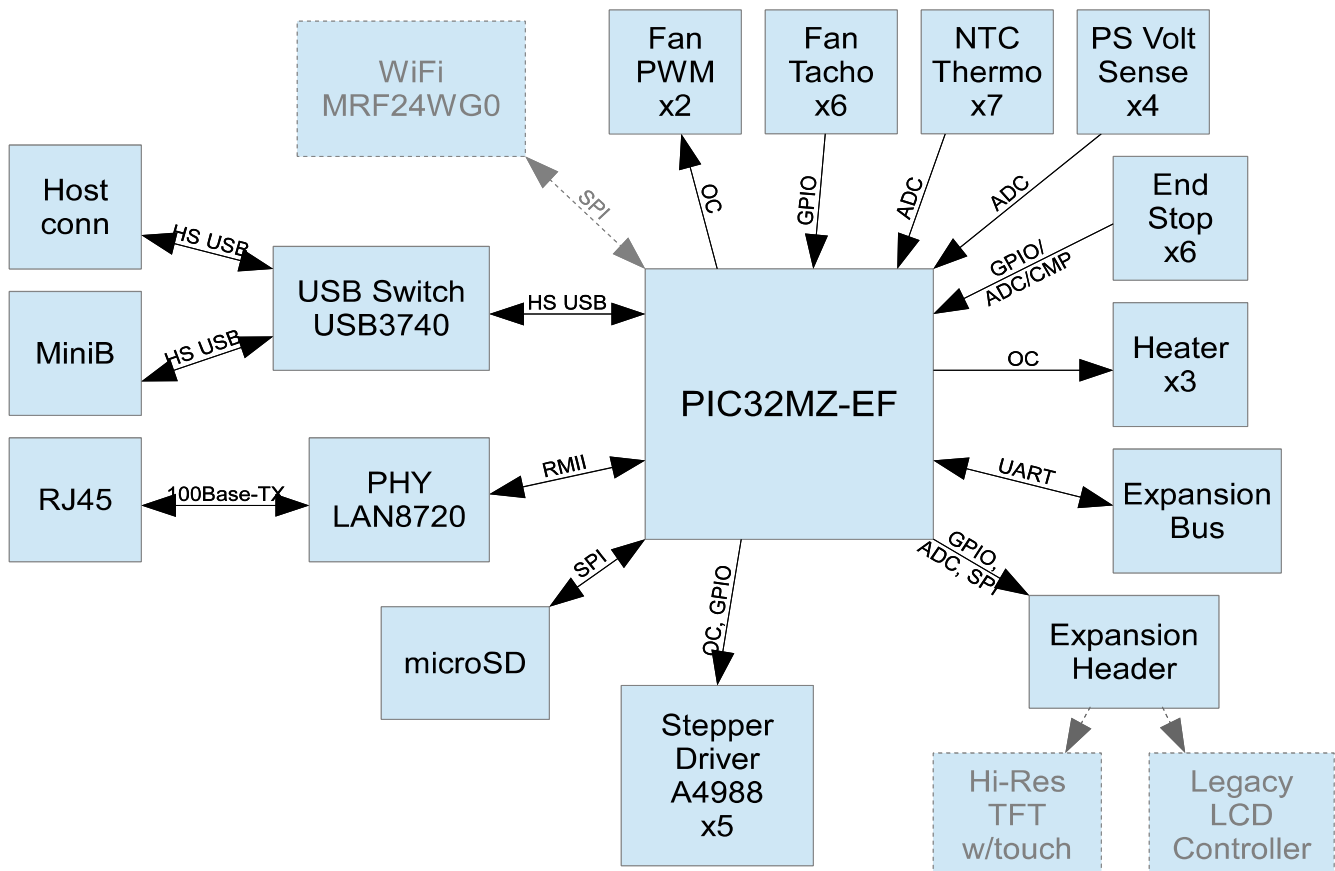 WiFi
MRF24WG0
Fan
PWM
x2
Fan
Tacho
x6
NTC
Thermo
x7
PS Volt
Sense
x4
Host
conn
HS USB
SPI
OC
GPIO
ADC
ADC
End
Stop
x6
GPIO/
ADC/CMP
USB Switch
USB3740
HS USB
MiniB
HS USB
PIC32MZ-EF
OC
Heater
x3
RJ45
100Base-TX
PHY
LAN8720
RMII
UART
Expansion
Bus
SPI
microSD
OC, GPIO
GPIO,
ADC, SPI
Expansion
Header
Stepper
Driver
A4988
x5
Hi-Res
TFT
w/touch
Legacy
LCD
Controller